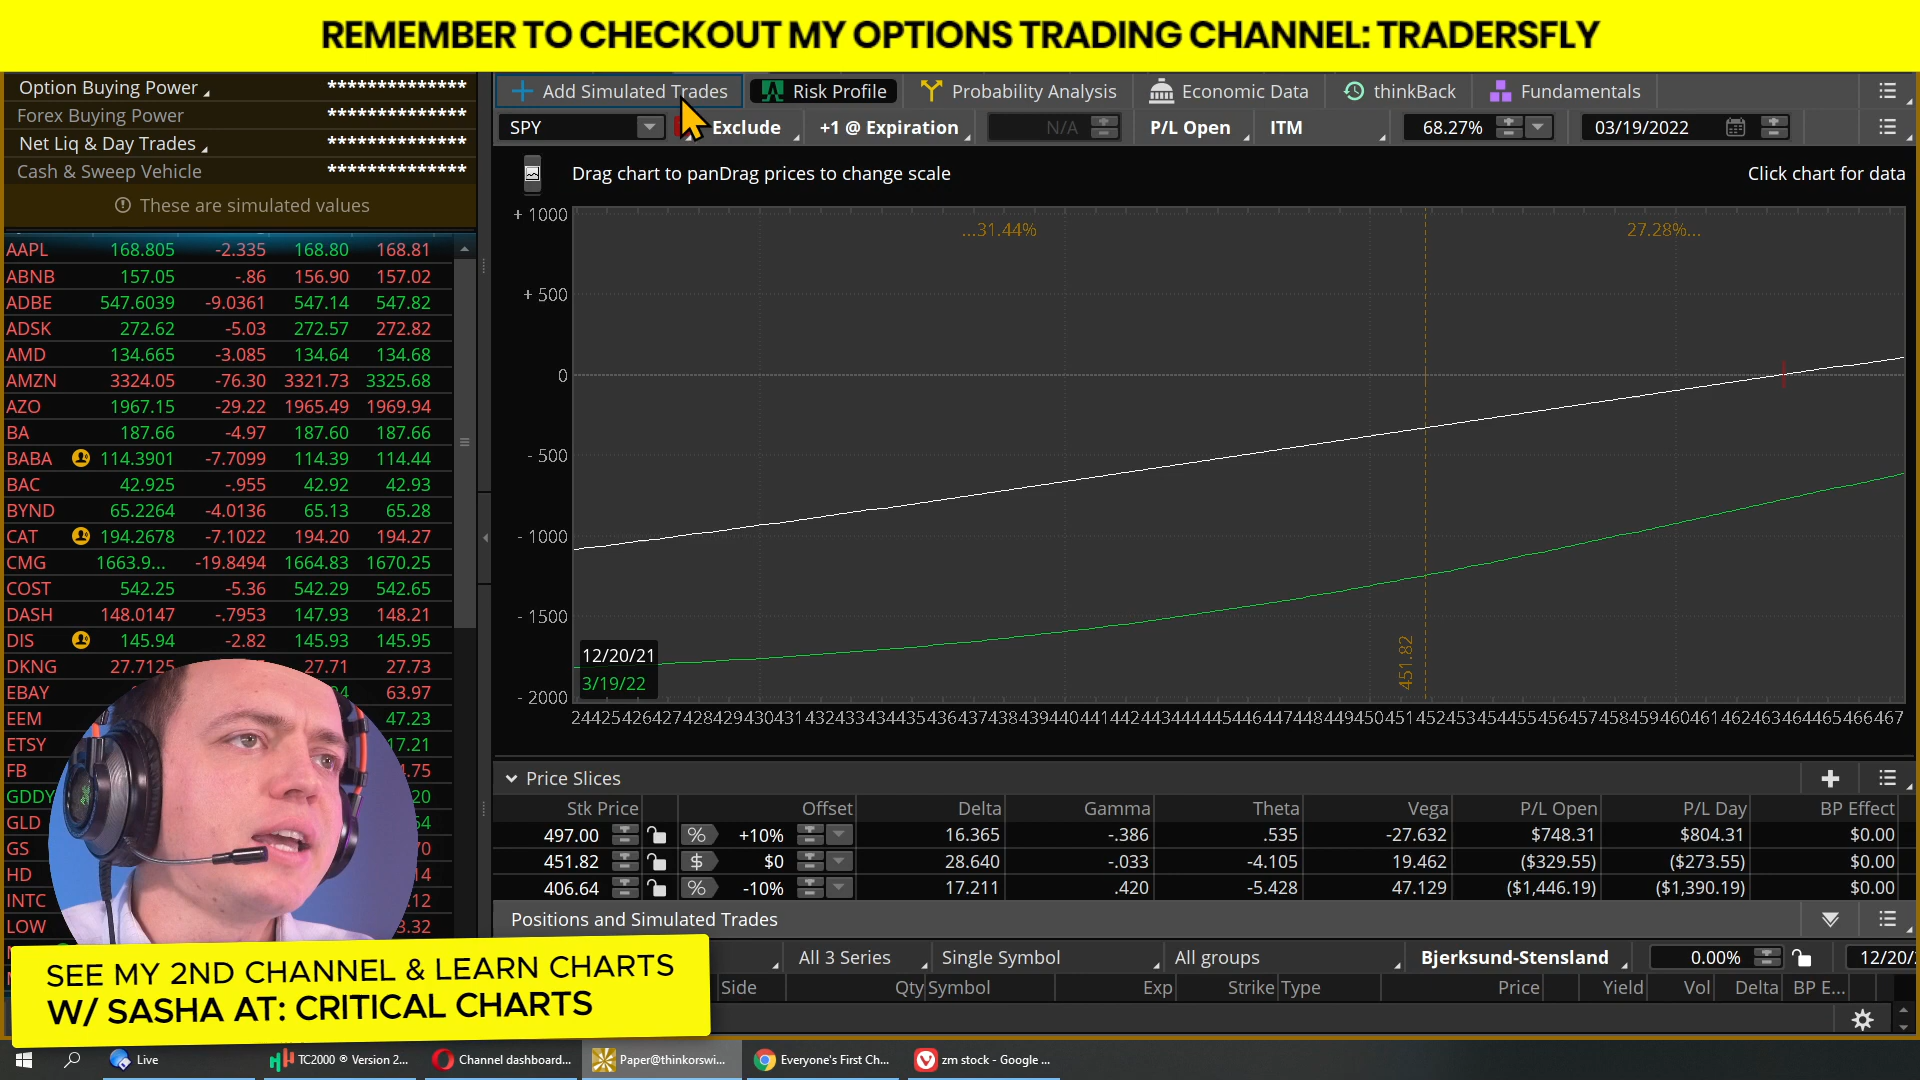 REMEMBER TO CHECKOUT MY OPTIONS TRADING CHANNEL: TRADERSFLY
Option Buying Power **************
Forex Buying Power **************
Net Liq & Day Trades **************
Cash & Sweep Vehicle **************
These are simulated values
AAPL 168.805 -2.335 168.80 168.81
ABNB 157.05 -.86 156.90 157.02
ADBE 547.6039 -9.0361 547.14 547.82
ADSK 272.62 -5.03 272.57 272.82
AMD 134.665 -3.085 134.64 134.68
AMZN 3324.05 -76.30 3321.73 3325.68
AZO 1967.15 -29.22 1965.49 1969.94
BA 187.66 -4.97 187.60 187.66
BABA 114.3901 -7.7099 114.39 114.44
BAC 42.925 -.955 42.92 42.93
BYND 65.2264 -4.0136 65.13 65.28
CAT 194.2678 -7.1022 194.20 194.27
CMG 1663.9... -19.8494 1664.83 1670.25
COST 542.25 -5.36 542.29 542.65
DASH 148.0147 -.7953 147.93 148.21
DIS 145.94 -2.82 145.93 145.95
DKNG 27.7125 27.71 27.73
EBAY 63.97
EEM 47.23
ETSY 17.21
FB .75
GDDY 20
GLD
GS
HD 14
INTC .12
LOW 3.32
Add Simulated Trades Risk Profile Probability Analysis Economic Data thinkBack Fundamentals
SPY Exclude +1 @ Expiration N/A P/L Open ITM 68.27% 03/19/2022
Drag chart to panDrag prices to change scale Click chart for data
+ 1000
+ 500
0
- 500
- 1000
- 1500
- 2000
...31.44% 27.28%...
451.82
12/20/21
3/19/22
244254264274284294304314324334344354364374384394404414424434444454464474484494504514524534544554564574584594604614624634644654664 67
Price Slices
Stk Price Offset Delta Gamma Theta Vega P/L Open P/L Day BP Effect
497.00 % +10% 16.365 -.386 .535 -27.632 $748.31 $804.31 $0.00
451.82 $ $0 28.640 -.033 -4.105 19.462 ($329.55) ($273.55) $0.00
406.64 % -10% 17.211 .420 -5.428 47.129 ($1,446.19) ($1,390.19) $0.00
Positions and Simulated Trades
All 3 Series Single Symbol All groups Bjerksund-Stensland 0.00% 12/20/
Side Qty Symbol Exp Strike Type Price Yield Vol Delta BP E...
SEE MY 2ND CHANNEL & LEARN CHARTS
W/ SASHA AT: CRITICAL CHARTS
Live TC2000 ® Version 2... Channel dashboard... Paper@thinkorswi... Everyone's First Ch... zm stock - Google ...